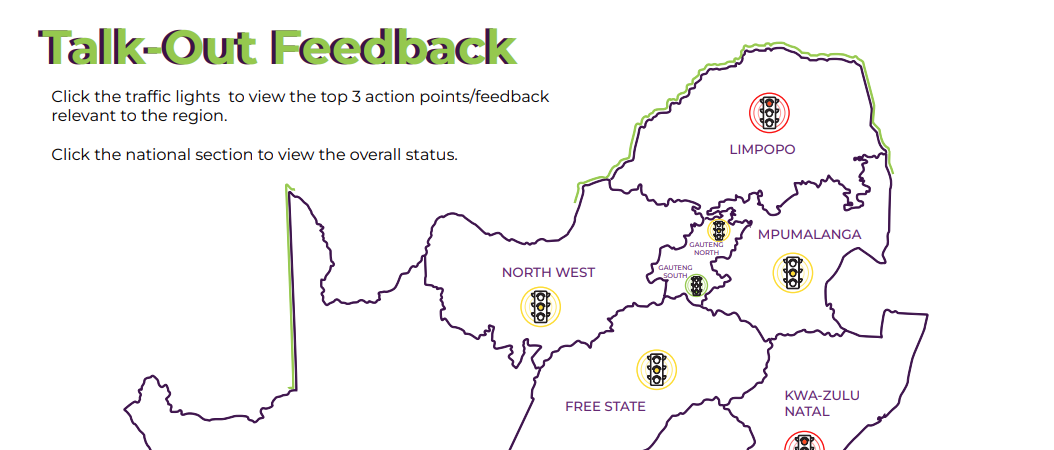 Talk-Out Feedback
Click the traffic lights  to view the top 3 action points/feedback
relevant to the region.
Click the national section to view the overall status.
LIMPOPO
MPUMALANGA
GAUTENG
NORTH
GAUTENG
SOUTH
NORTH WEST
KWA-ZULU
NATAL
FREE STATE